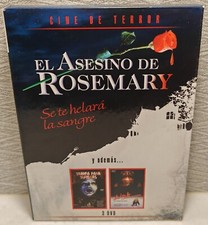 CINE DE TERROR
EL ASESINO DE
ROSEMARY
Se te helará
la sangre
y además...
3 DVD